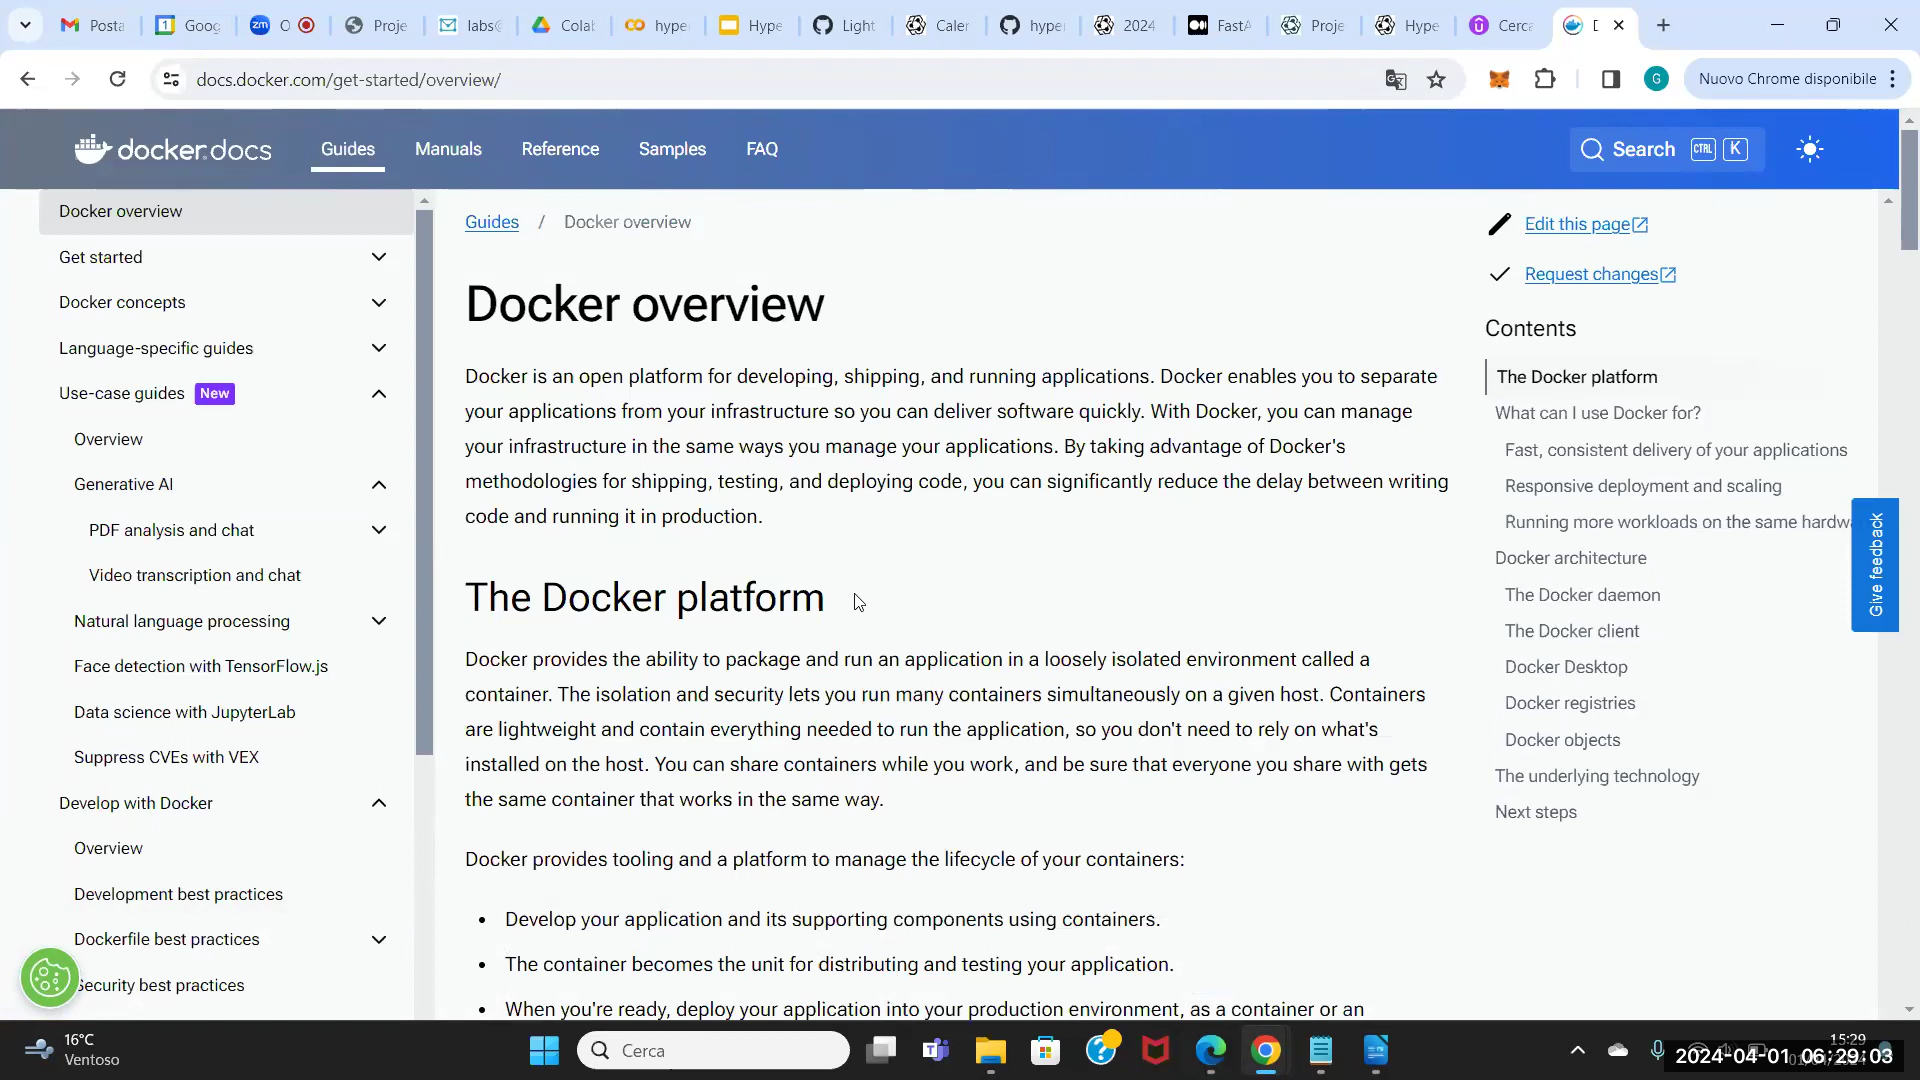 Posta
Goog
zm
O
Proje
labs@
Colab
hyper
Hype
Light
Caler
hyper
2024
FastA
Proje
Hype
Cerca
docs.docker.com/get-started/overview/
G
Nuovo Chrome disponibile
docker.docs
Guides
Manuals
Reference
Samples
FAQ
Search
CTRL
K
Docker overview
Get started
Docker concepts
Language-specific guides
Use-case guides New
Overview
Generative AI
PDF analysis and chat
Video transcription and chat
Natural language processing
Face detection with TensorFlow.js
Data science with JupyterLab
Suppress CVEs with VEX
Develop with Docker
Overview
Development best practices
Dockerfile best practices
Security best practices
Guides / Docker overview
Docker overview
Docker is an open platform for developing, shipping, and running applications. Docker enables you to separate
your applications from your infrastructure so you can deliver software quickly. With Docker, you can manage
your infrastructure in the same ways you manage your applications. By taking advantage of Docker's
methodologies for shipping, testing, and deploying code, you can significantly reduce the delay between writing
code and running it in production.
The Docker platform
Docker provides the ability to package and run an application in a loosely isolated environment called a
container. The isolation and security lets you run many containers simultaneously on a given host. Containers
are lightweight and contain everything needed to run the application, so you don't need to rely on what's
installed on the host. You can share containers while you work, and be sure that everyone you share with gets
the same container that works in the same way.
Docker provides tooling and a platform to manage the lifecycle of your containers:
• Develop your application and its supporting components using containers.
• The container becomes the unit for distributing and testing your application.
• When you're ready, deploy your application into your production environment, as a container or an
Edit this page
Request changes
Contents
The Docker platform
What can I use Docker for?
Fast, consistent delivery of your applications
Responsive deployment and scaling
Running more workloads on the same hardwa
Docker architecture
The Docker daemon
The Docker client
Docker Desktop
Docker registries
Docker objects
The underlying technology
Next steps
Give feedback
16°C
Ventoso
Cerca
15:29
2024-04-01 06:29:03